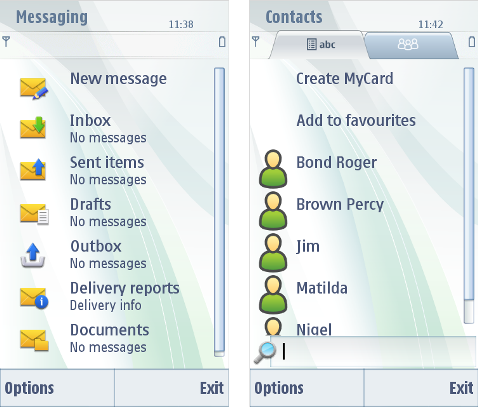 Messaging
11:38
New message
Inbox
No messages
Sent items
No messages
Drafts
No messages
Outbox
No messages
Delivery reports
Delivery info
Documents
No messages
Options Exit
Contacts
11:42
abc
Create MyCard
Add to favourites
Bond Roger
Brown Percy
Jim
Matilda
Nigel
Options Exit